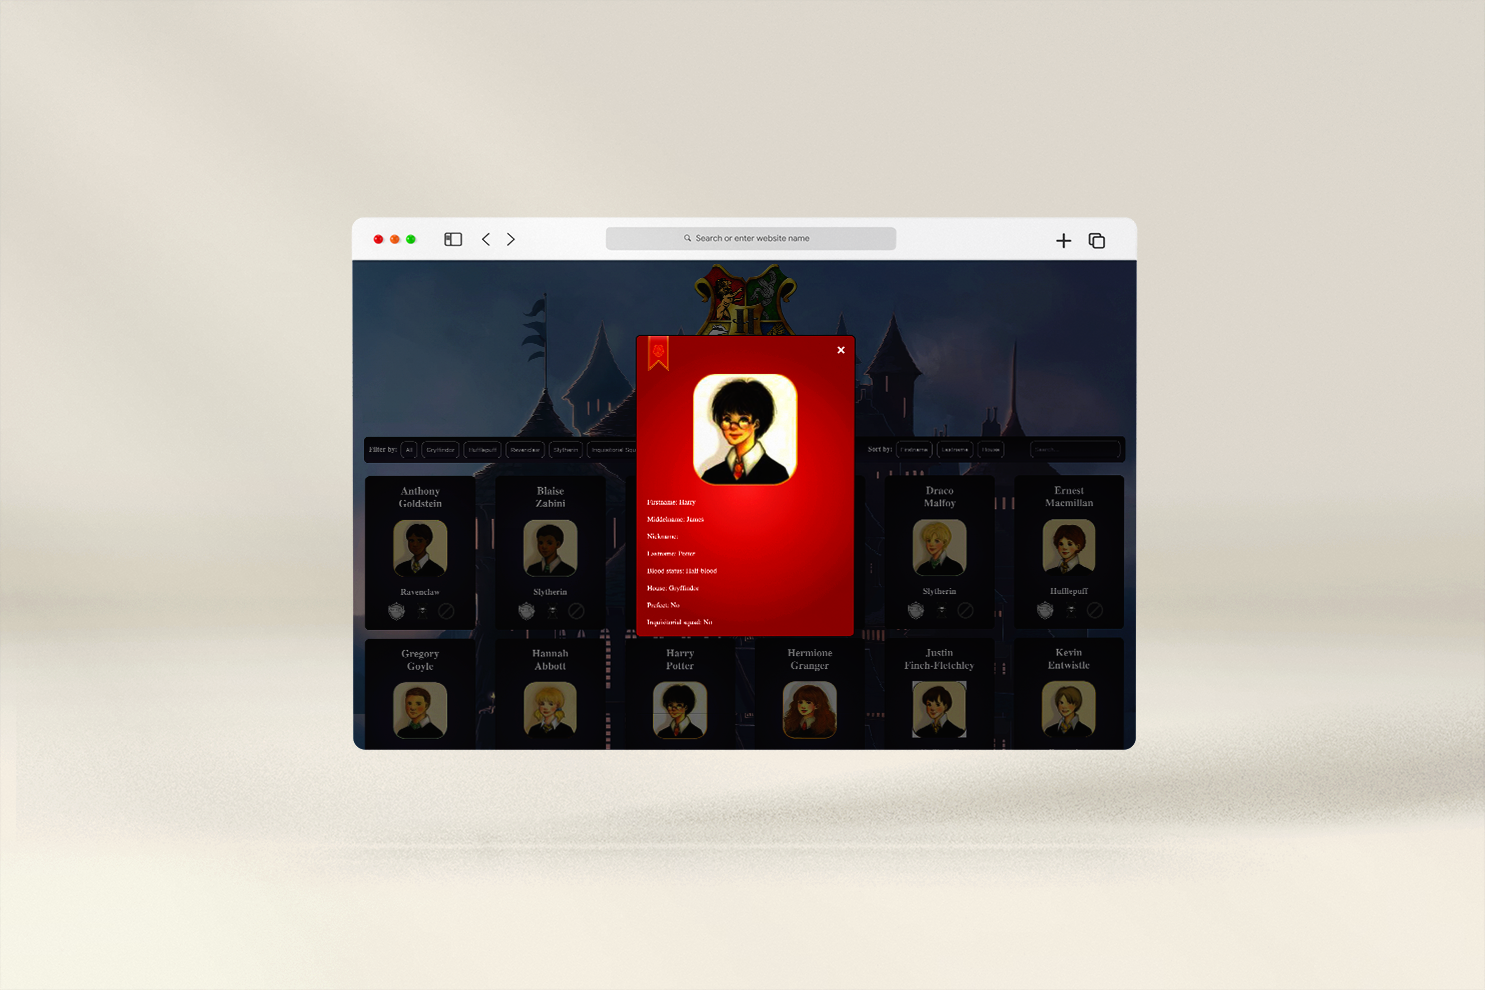 Search or enter website name
Filter by: All Gryffindor Hufflepuff Ravenclaw Slytherin Inquisitorial Squ
Sort by: Firstname Lastname House Search...
Anthony
Goldstein
Ravenclaw
Blaise
Zabini
Slytherin
Firstname: Harry
Middlename: James
Nickname:
Lastname: Potter
Blood status: Half-blood
House: Gryffindor
Prefect: No
Inquisitorial squad: No
Draco
Malfoy
Slytherin
Ernest
Macmillan
Hufflepuff
Gregory
Goyle
Hannah
Abbott
Harry
Potter
Hermione
Granger
Justin
Finch-Fletchley
Kevin
Entwistle